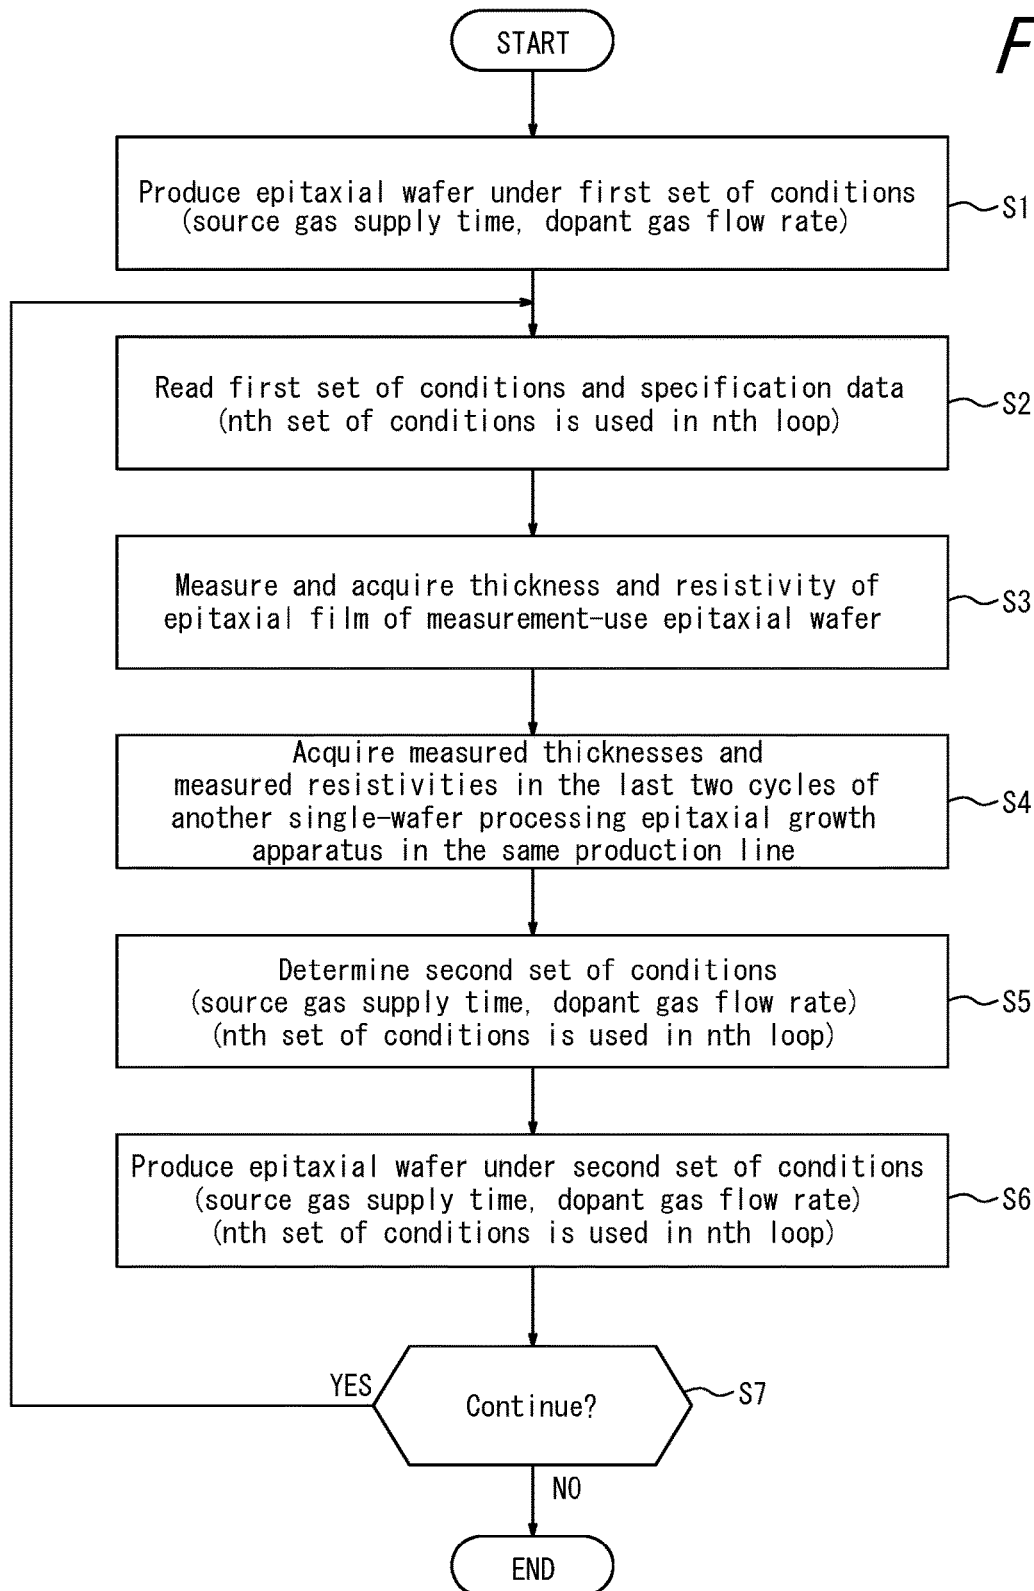 F
START
Produce epitaxial wafer under first set of conditions
(source gas supply time, dopant gas flow rate)
S1
Read first set of conditions and specification data
(nth set of conditions is used in nth loop)
S2
Measure and acquire thickness and resistivity of
epitaxial film of measurement-use epitaxial wafer
S3
Acquire measured thicknesses and
measured resistivities in the last two cycles of
another single-wafer processing epitaxial growth
apparatus in the same production line
S4
Determine second set of conditions
(source gas supply time, dopant gas flow rate)
(nth set of conditions is used in nth loop)
S5
Produce epitaxial wafer under second set of conditions
(source gas supply time, dopant gas flow rate)
(nth set of conditions is used in nth loop)
S6
YES
Continue?
S7
NO
END